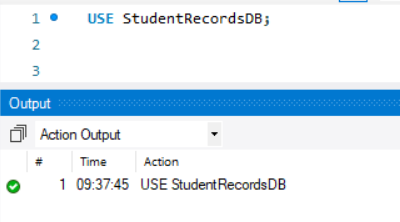 1 USE StudentRecordsDB;
2
3
Output
Action Output
# Time Action
1 09:37:45 USE StudentRecordsDB